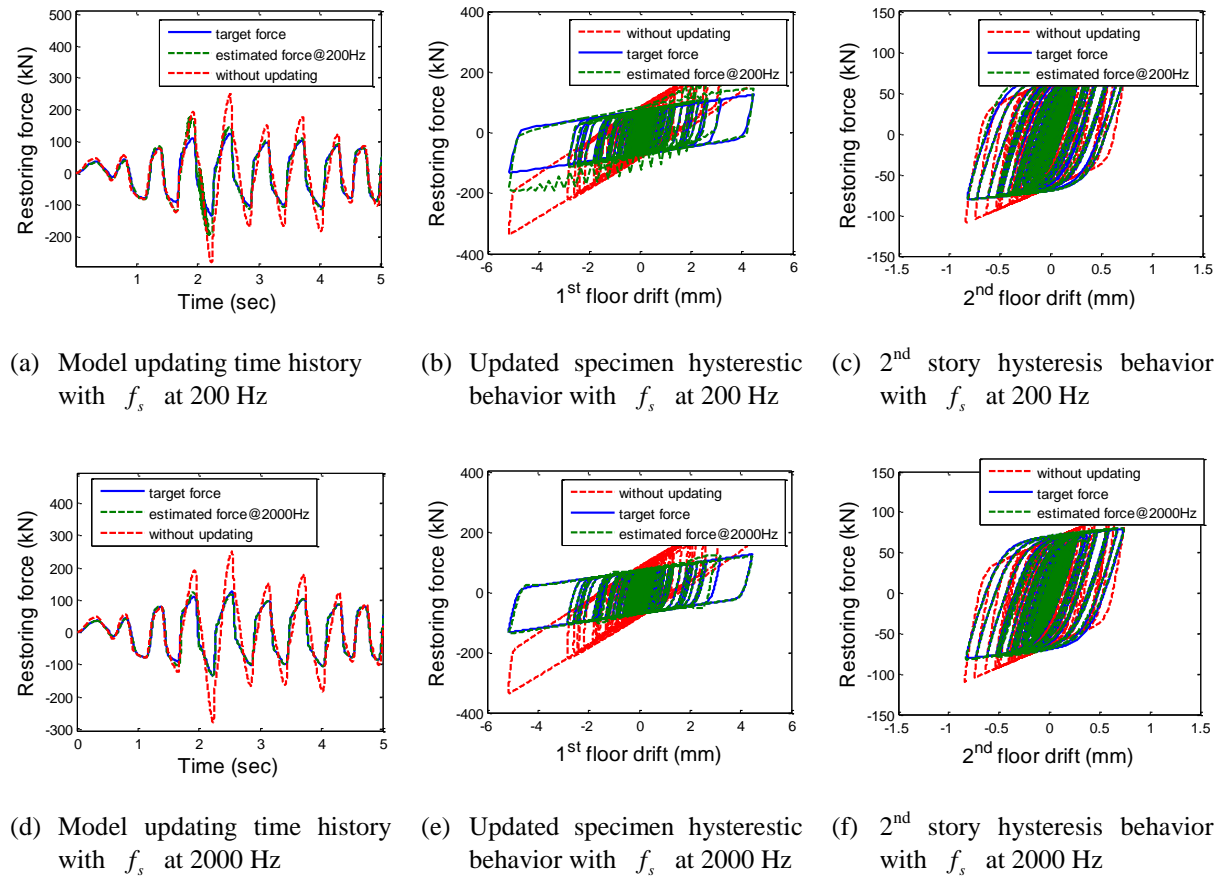 500
400
300
200
100
0
-100
-200
0 1 2 3 4 5
Restoring force (kN)
Time (sec)
target force
estimated force@200Hz
without updating
400
200
0
-200
-400
-6 -4 -2 0 2 4 6
Restoring force (kN)
1st floor drift (mm)
without updating
target force
estimated force@200Hz
150
100
50
0
-50
-100
-150
-1.5 -1 -0.5 0 0.5 1 1.5
Restoring force (kN)
2nd floor drift (mm)
without updating
target force
estimated force@200Hz
(a) Model updating time history
with fs at 200 Hz
(b) Updated specimen hysterestic
behavior with fs at 200 Hz
(c) 2nd story hysteresis behavior
with fs at 200 Hz
400
300
200
100
0
-100
-200
-300
0 1 2 3 4 5
Restoring force (kN)
Time (sec)
target force
estimated force@2000Hz
without updating
400
200
0
-200
-400
-6 -4 -2 0 2 4 6
Restoring force (kN)
1st floor drift (mm)
without updating
target force
estimated force@2000Hz
150
100
50
0
-50
-100
-150
-1.5 -1 -0.5 0 0.5 1 1.5
Restoring force (kN)
2nd floor drift (mm)
without updating
target force
estimated force@2000Hz
(d) Model updating time history
with fs at 2000 Hz
(e) Updated specimen hysterestic
behavior with fs at 2000 Hz
(f) 2nd story hysteresis behavior
with fs at 2000 Hz